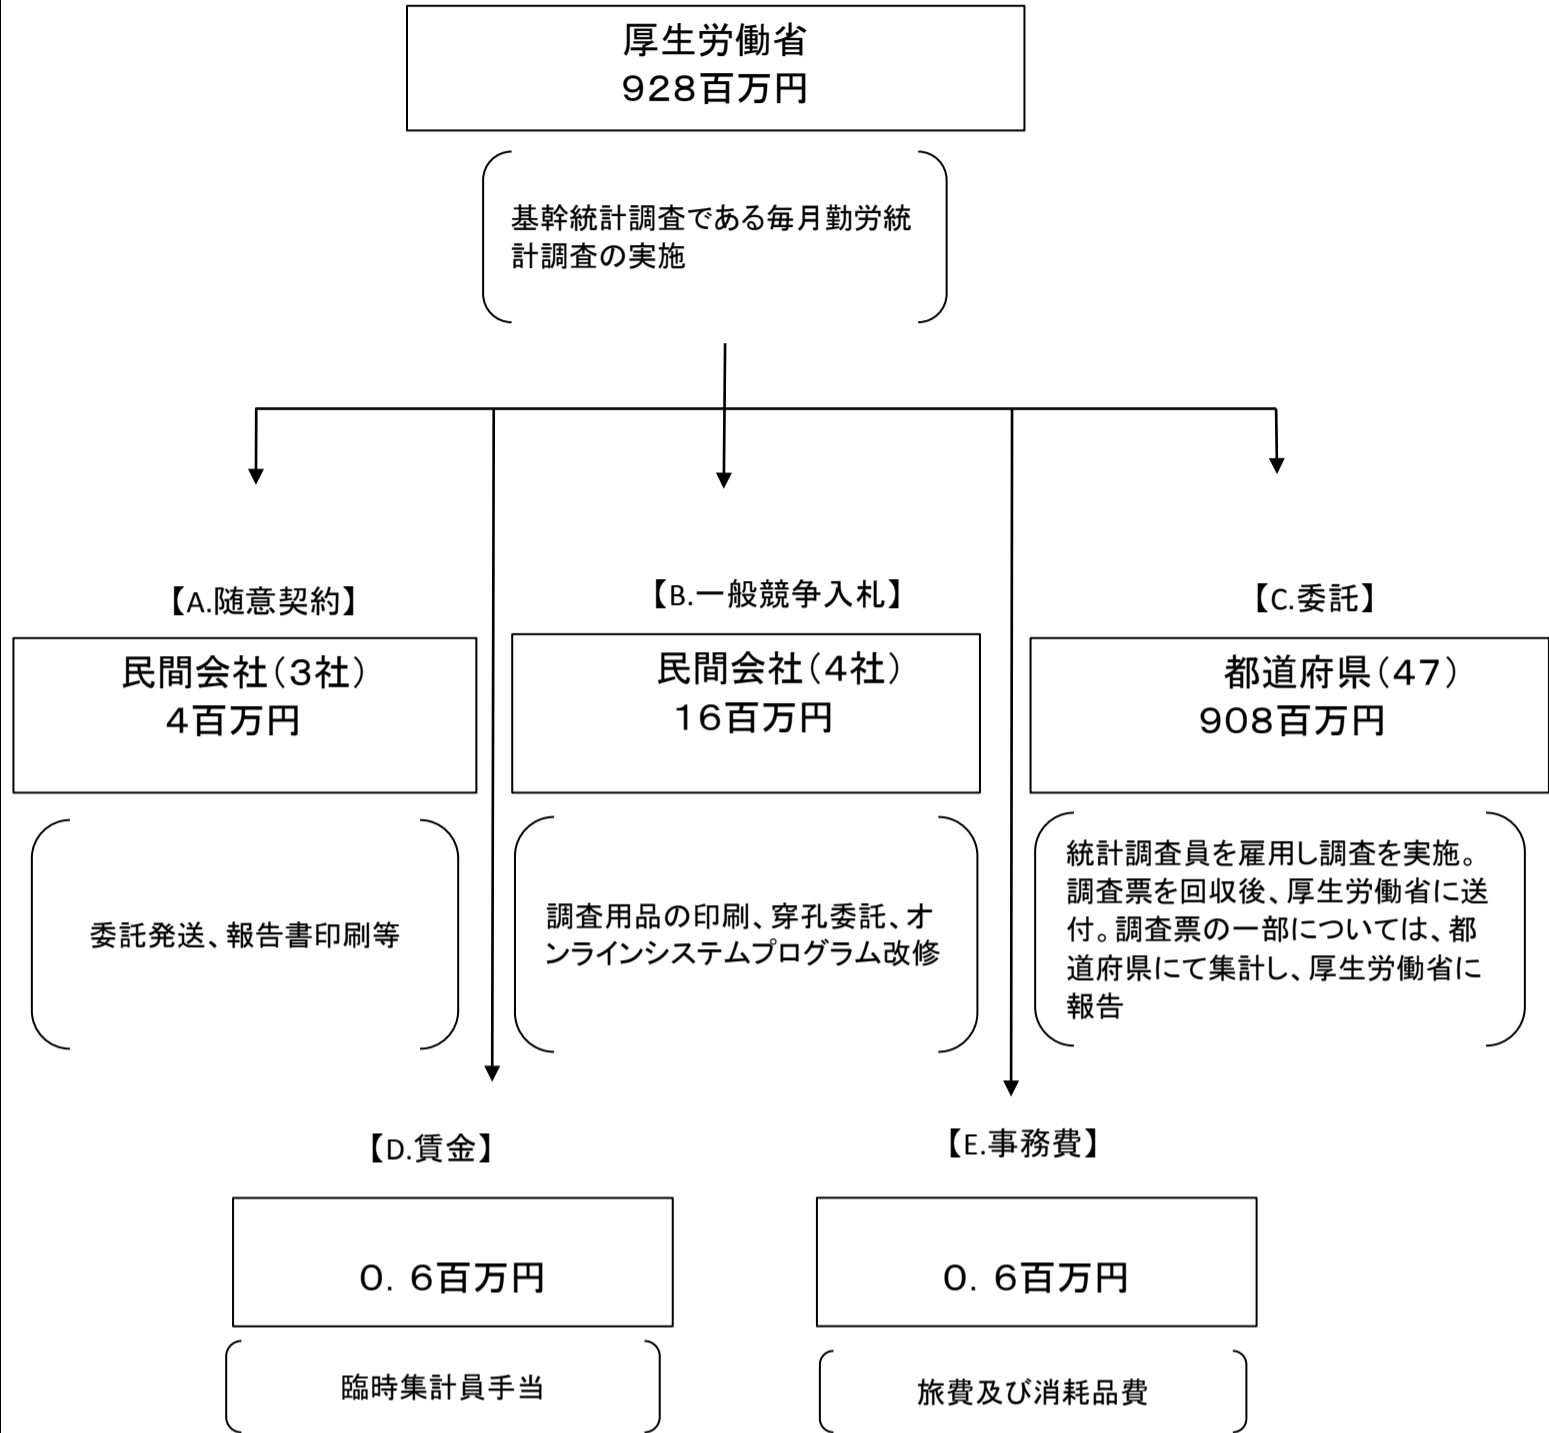 厚生労働省
928百万円
基幹統計調査である毎月勤労統
計調査の実施
【A.随意契約】
民間会社(3社)
4百万円
委託発送、報告書印刷等
【B.一般競争入札】
民間会社(4社)
16百万円
調査用品の印刷、穿孔委託、オ
ンラインシステムプログラム改修
【C.委託】
都道府県(47)
908百万円
統計調査員を雇用し調査を実施。
調査票を回収後、厚生労働省に送
付。調査票の一部については、都
道府県にて集計し、厚生労働省に
報告
【D.賃金】
0.6百万円
臨時集計員手当
【E.事務費】
0.6百万円
旅費及び消耗品費